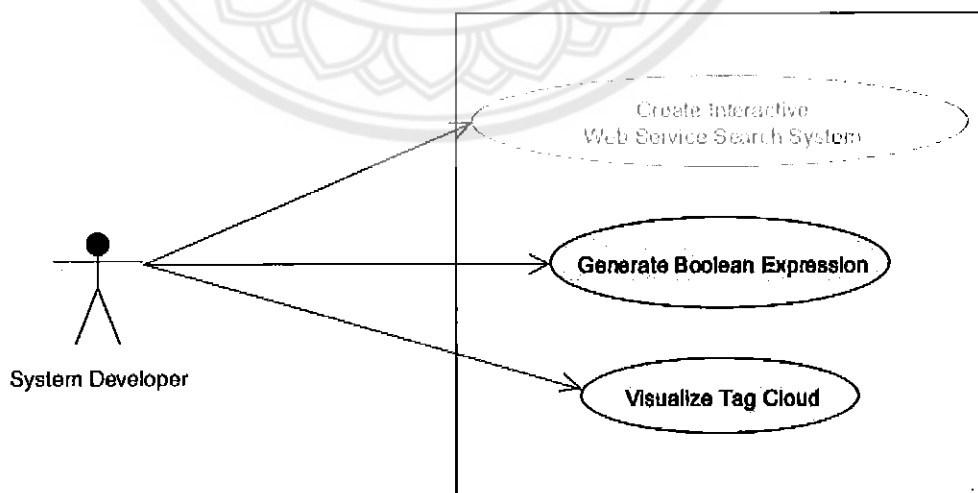 Create Interactive
Web Service Search System
Generate Boolean Expression
System Developer
Visualize Tag Cloud